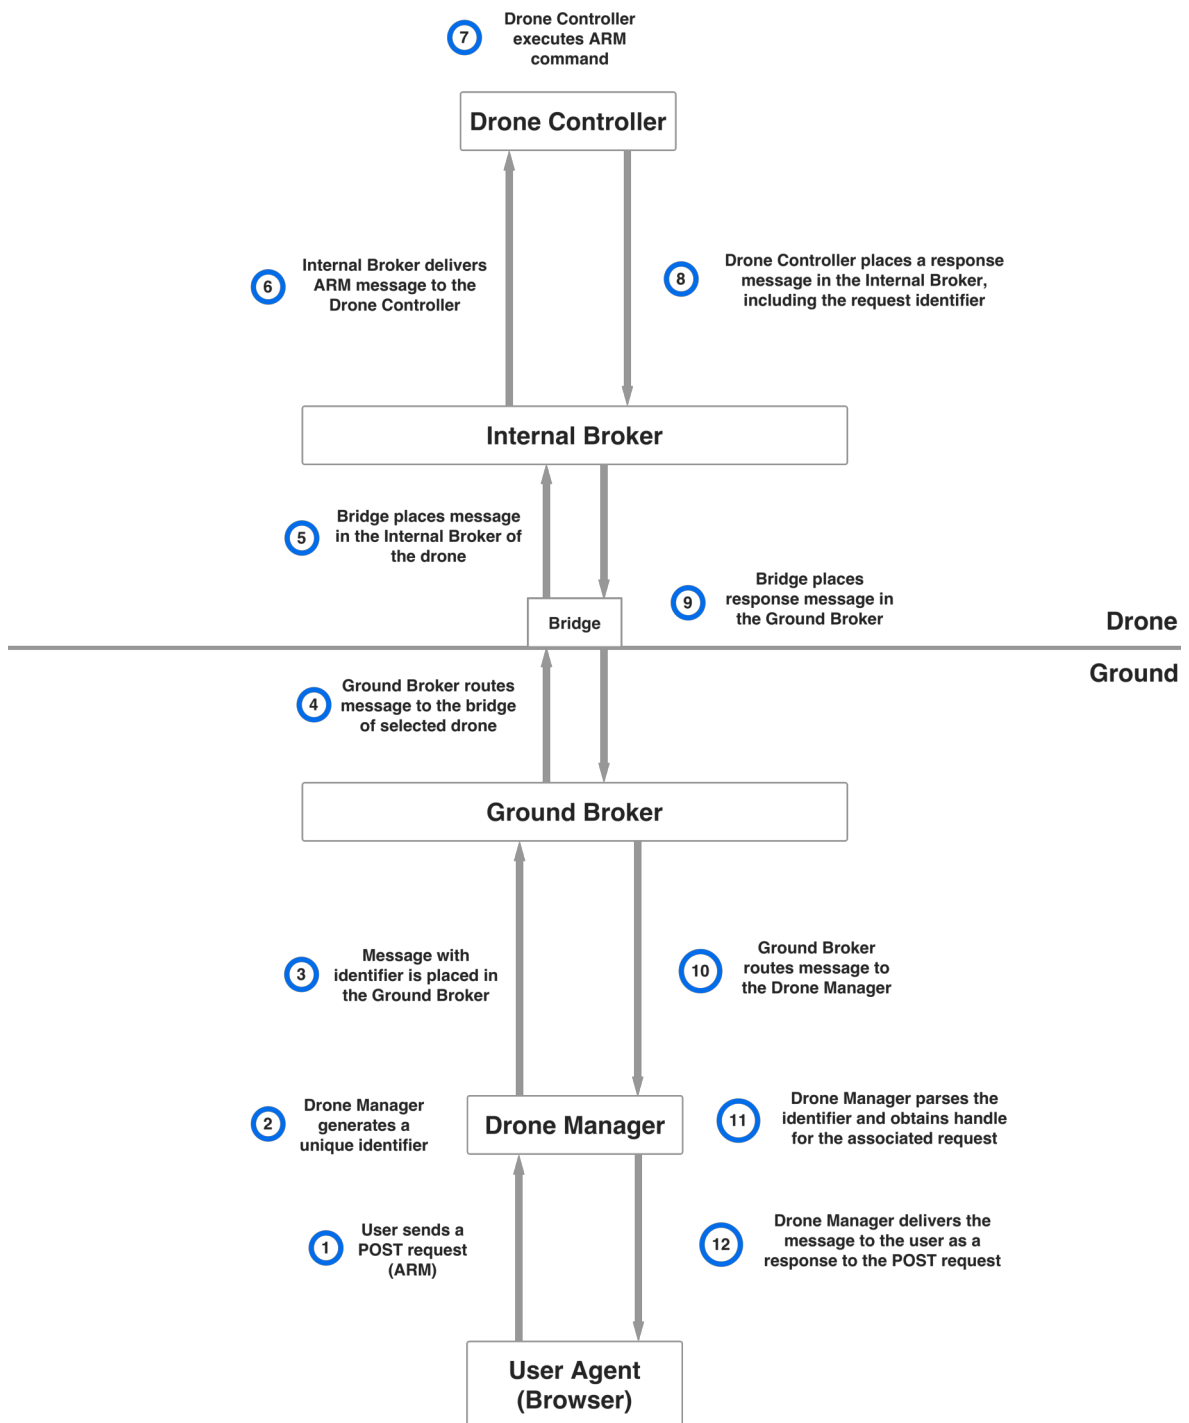 7
Drone Controller
executes ARM
command
Drone Controller
6
Internal Broker delivers
ARM message to the
Drone Controller
8
Drone Controller places a response
message in the Internal Broker,
including the request identifier
Internal Broker
5
Bridge places message
in the Internal Broker of
the drone
9
Bridge places
response message in
the Ground Broker
Bridge
Drone
Ground
4
Ground Broker routes
message to the bridge
of selected drone
Ground Broker
3
Message with
identifier is placed in
the Ground Broker
10
Ground Broker
routes message to
the Drone Manager
2
Drone Manager
generates a
unique identifier
Drone Manager
11
Drone Manager parses the
identifier and obtains handle
for the associated request
1
User sends a
POST request
(ARM)
12
Drone Manager delivers the
message to the user as a
response to the POST request
User Agent
(Browser)